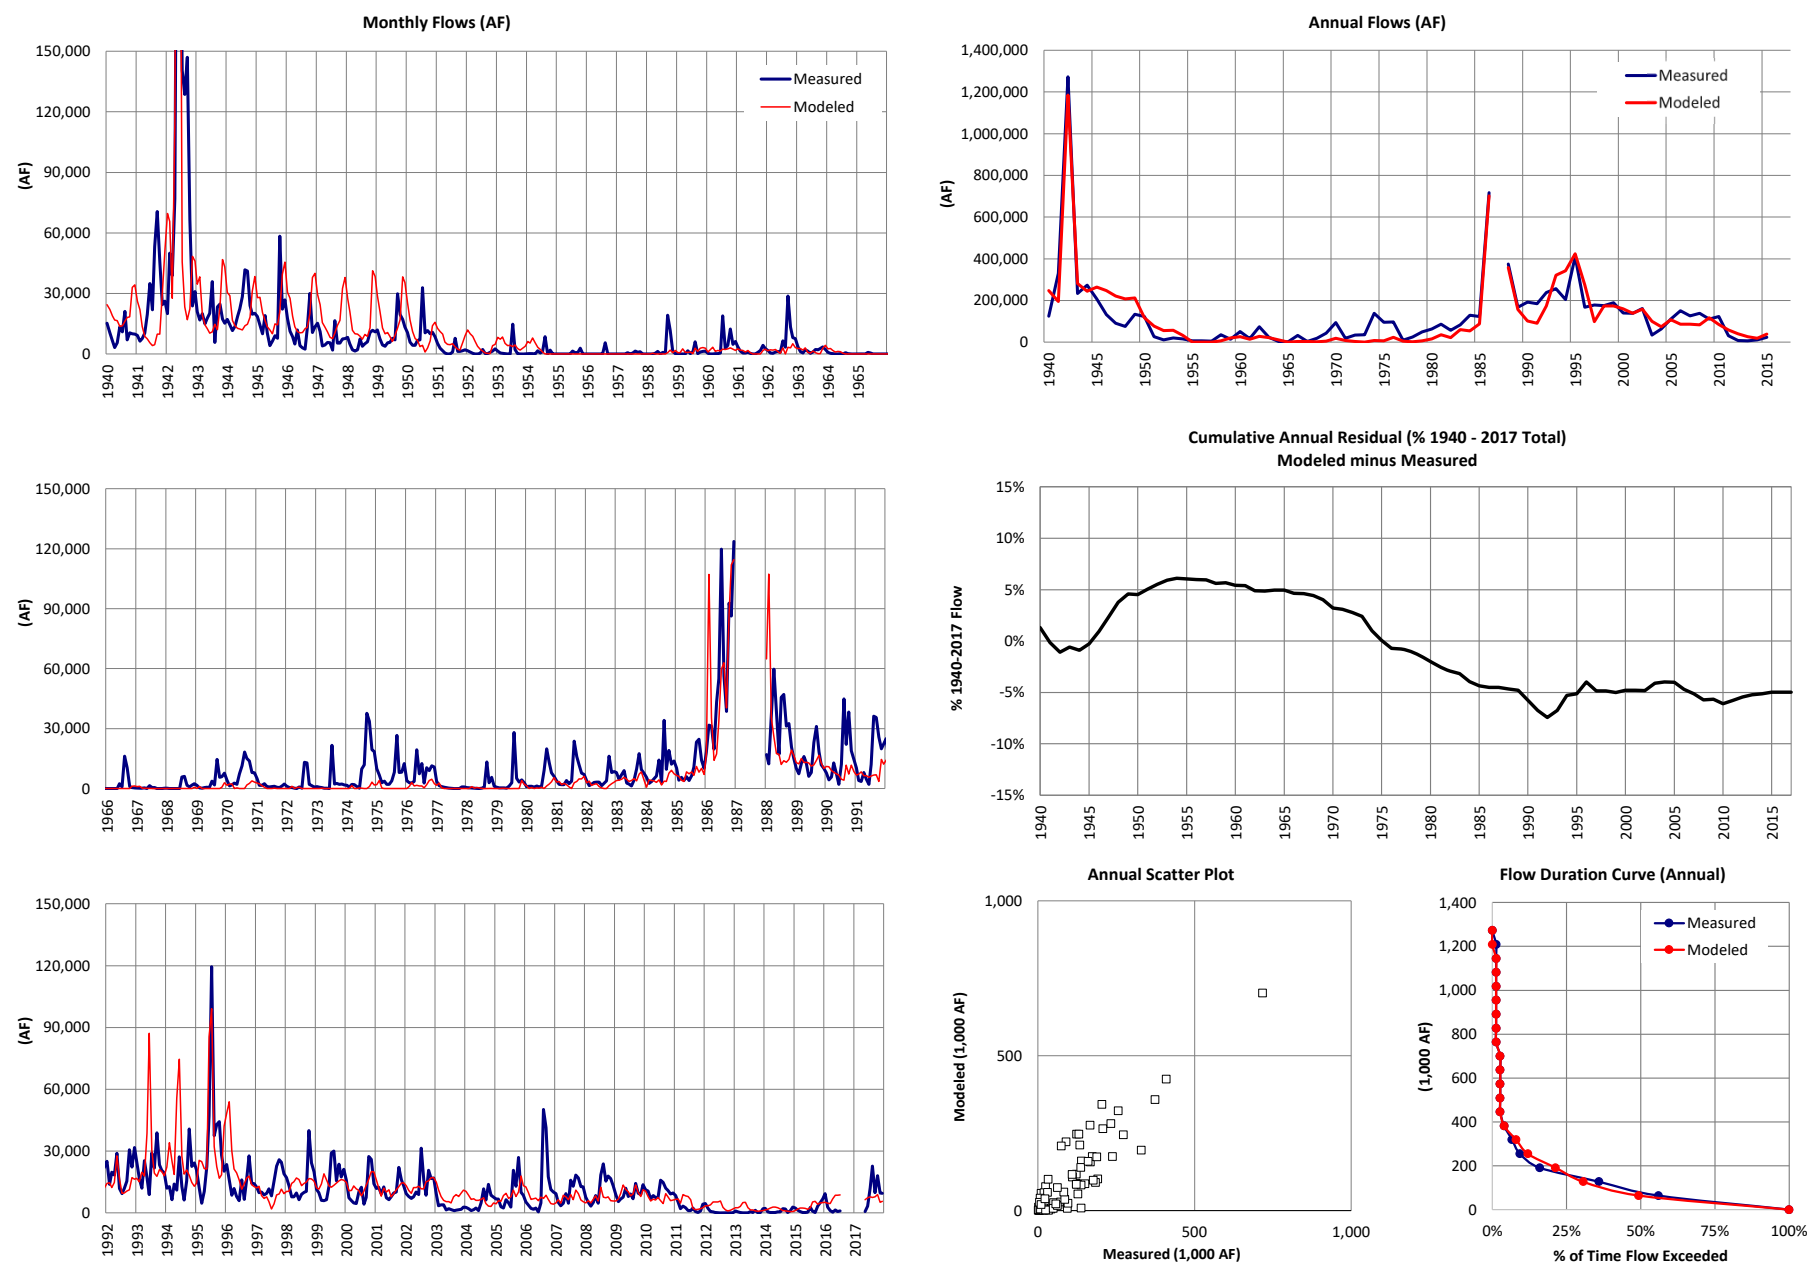 Monthly Flows (AF)
150,000
120,000
90,000
60,000
30,000
0
(AF)
Measured
Modeled
1940 1941 1942 1943 1944 1945 1946 1947 1948 1949 1950 1951 1952 1953 1954 1955 1956 1957 1958 1959 1960 1961 1962 1963 1964 1965
Annual Flows (AF)
1,400,000
1,200,000
1,000,000
800,000
600,000
400,000
200,000
0
(AF)
Measured
Modeled
1940 1945 1950 1955 1960 1965 1970 1975 1980 1985 1990 1995 2000 2005 2010 2015
150,000
120,000
90,000
60,000
30,000
0
(AF)
1966 1967 1968 1969 1970 1971 1972 1973 1974 1975 1976 1977 1978 1979 1980 1981 1982 1983 1984 1985 1986 1987 1988 1989 1990 1991
Cumulative Annual Residual (% 1940 - 2017 Total)
Modeled minus Measured
15%
10%
5%
0%
-5%
-10%
-15%
% 1940-2017 Flow
1940 1945 1950 1955 1960 1965 1970 1975 1980 1985 1990 1995 2000 2005 2010 2015
150,000
120,000
90,000
60,000
30,000
0
(AF)
1992 1993 1994 1995 1996 1997 1998 1999 2000 2001 2002 2003 2004 2005 2006 2007 2008 2009 2010 2011 2012 2013 2014 2015 2016 2017
Annual Scatter Plot
1,000
500
0
Modeled (1,000 AF)
0 500 1,000
Measured (1,000 AF)
Flow Duration Curve (Annual)
1,400
1,200
1,000
800
600
400
200
0
(1,000 AF)
Measured
Modeled
0% 25% 50% 75% 100%
% of Time Flow Exceeded